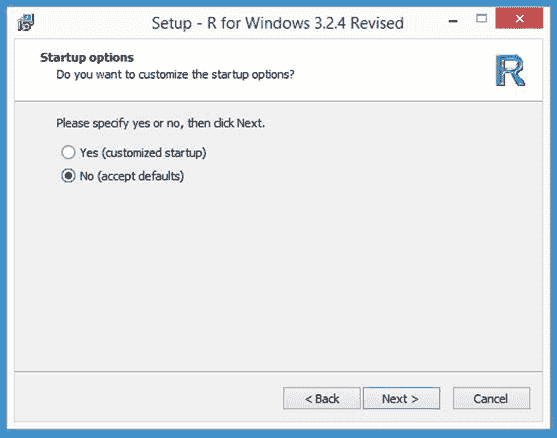 Setup - R for Windows 3.2.4 Revised
Startup options
Do you want to customize the startup options?
R
Please specify yes or no, then click Next.
Yes (customized startup)
No (accept defaults)
< Back
Next >
Cancel